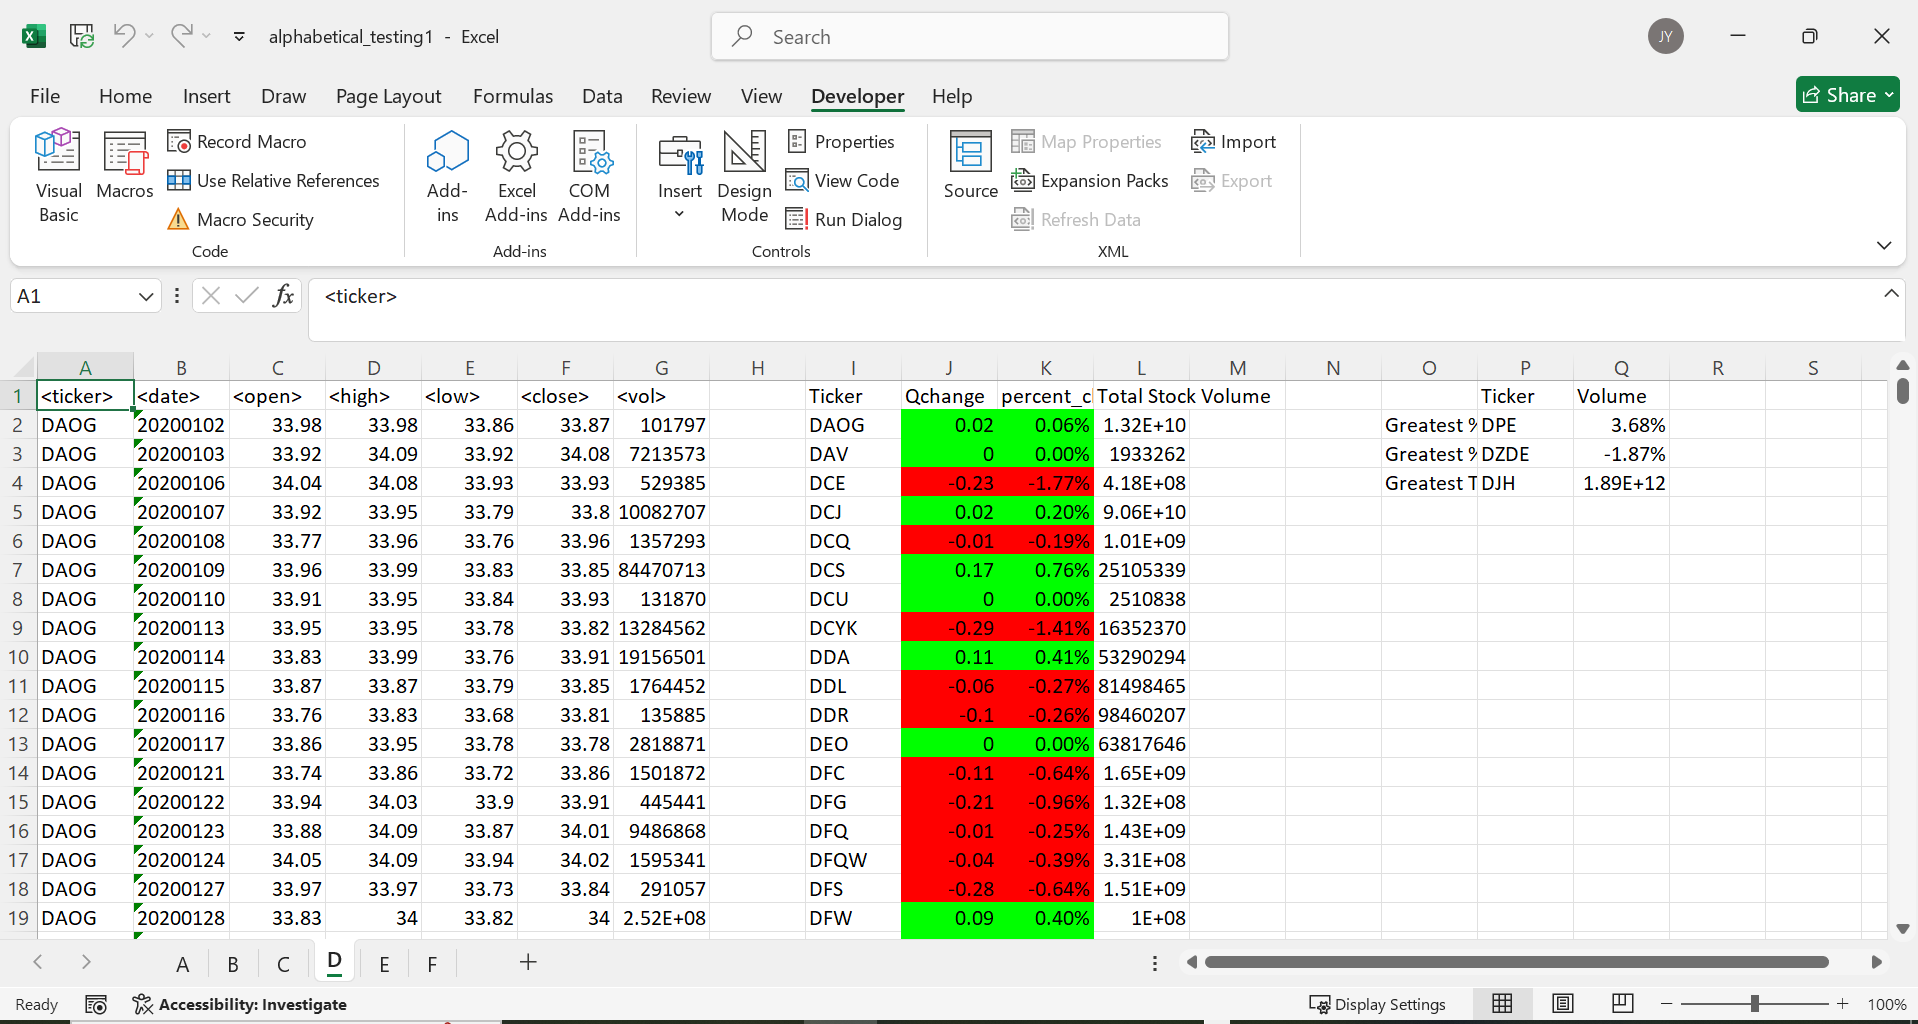 alphabetical_testing1 - Excel
Search
JY
File Home Insert Draw Page Layout Formulas Data Review View Developer Help
Share
Visual Basic
Macros
Record Macro
Use Relative References
Macro Security
Code
Add-ins
Excel Add-ins
COM Add-ins
Add-ins
Insert
Design Mode
Properties
View Code
Run Dialog
Controls
Source
Map Properties
Expansion Packs
Refresh Data
Import
Export
XML
A1 fx <ticker>
A B C D E F G H I J K L M N O P Q R S
1 <ticker> <date> <open> <high> <low> <close> <vol> Ticker Qchange percent_c Total Stock Volume Ticker Volume
2 DAOG 20200102 33.98 33.98 33.86 33.87 101797 DAOG 0.02 0.06% 1.32E+10 Greatest % DPE 3.68%
3 DAOG 20200103 33.92 34.09 33.92 34.08 7213573 DAV 0 0.00% 1933262 Greatest % DZDE -1.87%
4 DAOG 20200106 34.04 34.08 33.93 33.93 529385 DCE -0.23 -1.77% 4.18E+08 Greatest T DJH 1.89E+12
5 DAOG 20200107 33.92 33.95 33.79 33.8 10082707 DCJ 0.02 0.20% 9.06E+10
6 DAOG 20200108 33.77 33.96 33.76 33.96 1357293 DCQ -0.01 -0.19% 1.01E+09
7 DAOG 20200109 33.96 33.99 33.83 33.85 84470713 DCS 0.17 0.76% 25105339
8 DAOG 20200110 33.91 33.95 33.84 33.93 131870 DCU 0 0.00% 2510838
9 DAOG 20200113 33.95 33.95 33.78 33.82 13284562 DCYK -0.29 -1.41% 16352370
10 DAOG 20200114 33.83 33.99 33.76 33.91 19156501 DDA 0.11 0.41% 53290294
11 DAOG 20200115 33.87 33.87 33.79 33.85 1764452 DDL -0.06 -0.27% 81498465
12 DAOG 20200116 33.76 33.83 33.68 33.81 135885 DDR -0.1 -0.26% 98460207
13 DAOG 20200117 33.86 33.95 33.78 33.78 2818871 DEO 0 0.00% 63817646
14 DAOG 20200121 33.74 33.86 33.72 33.86 1501872 DFC -0.11 -0.64% 1.65E+09
15 DAOG 20200122 33.94 34.03 33.9 33.91 445441 DFG -0.21 -0.96% 1.32E+08
16 DAOG 20200123 33.88 34.09 33.87 34.01 9486868 DFQ -0.01 -0.25% 1.43E+09
17 DAOG 20200124 34.05 34.09 33.94 34.02 1595341 DFQW -0.04 -0.39% 3.31E+08
18 DAOG 20200127 33.97 33.97 33.73 33.84 291057 DFS -0.28 -0.64% 1.51E+09
19 DAOG 20200128 33.83 34 33.82 34 2.52E+08 DFW 0.09 0.40% 1E+08
A B C D E F
Ready Accessibility: Investigate Display Settings 100%